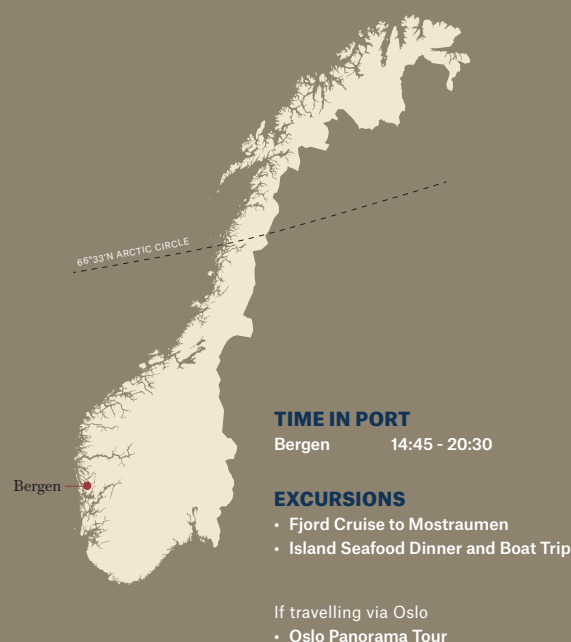 66°33'N ARCTIC CIRCLE
TIME IN PORT
Bergen 14:45 - 20:30
Bergen
EXCURSIONS
• Fjord Cruise to Mostraumen
• Island Seafood Dinner and Boat Trip
If travelling via Oslo
• Oslo Panorama Tour